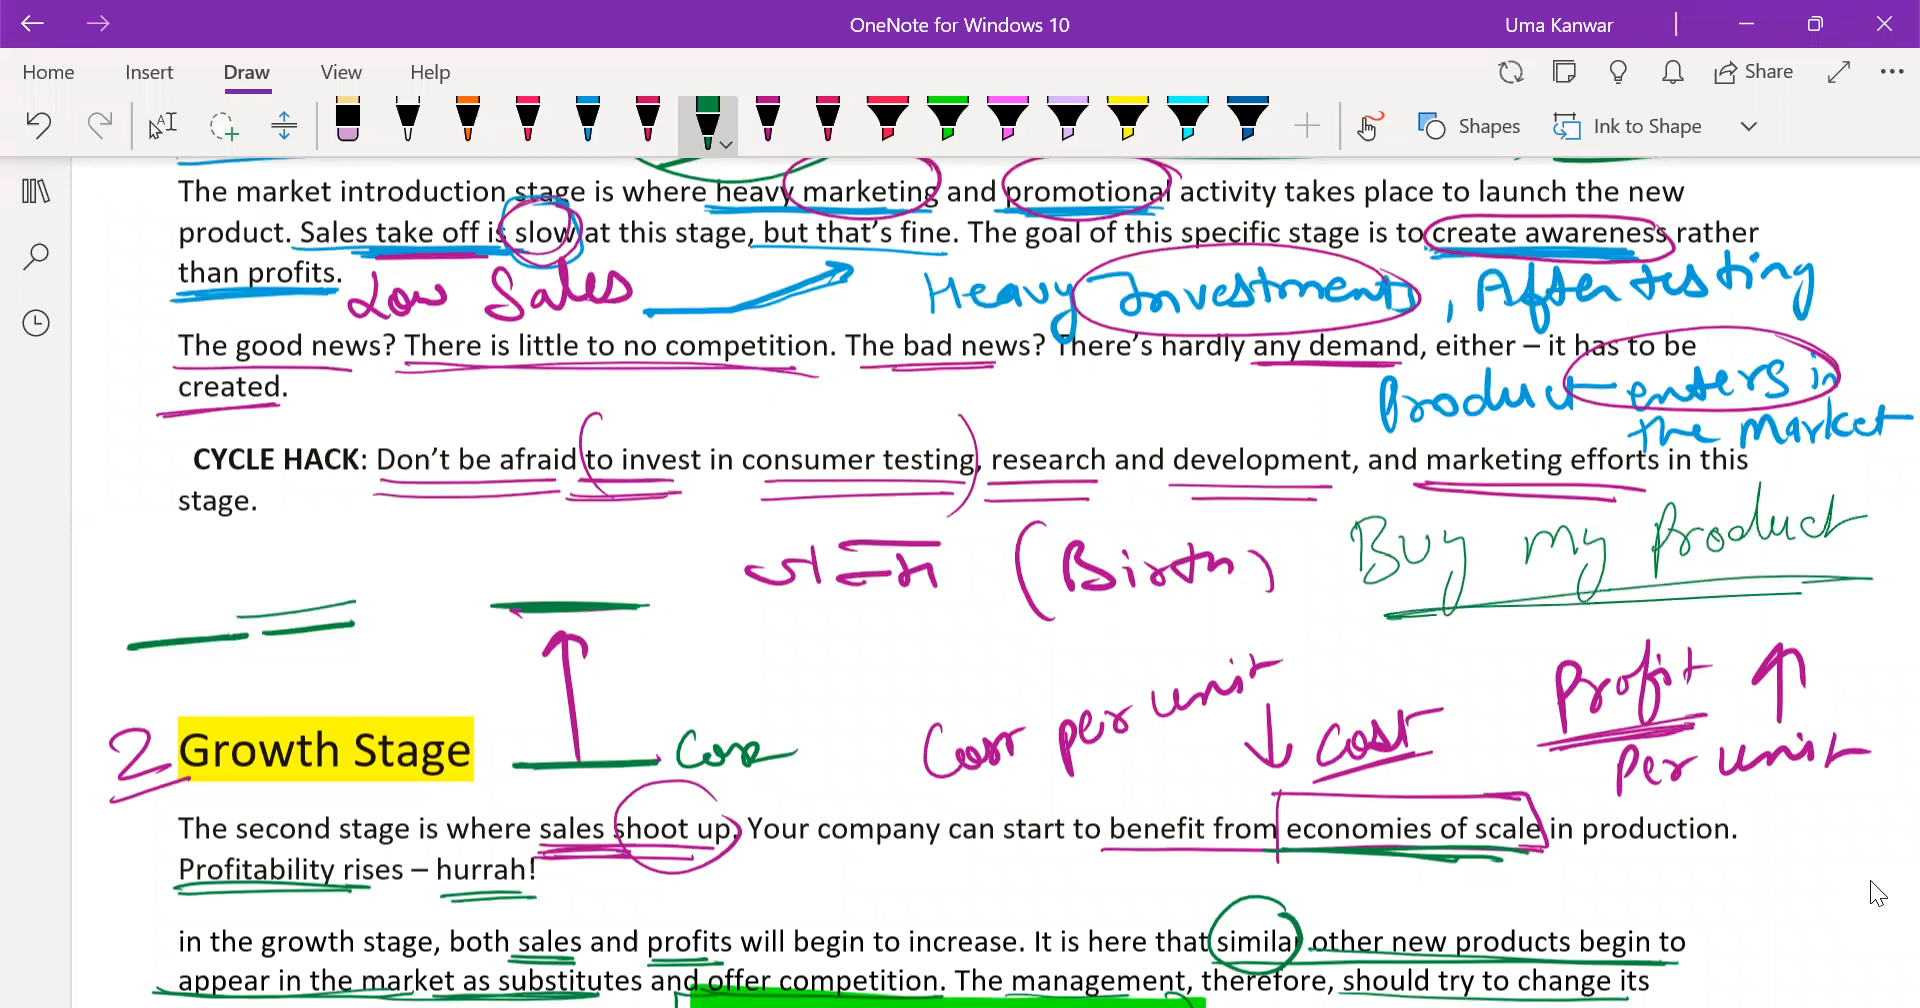 OneNote for Windows 10
Uma Kanwar
Home Insert Draw View Help
Share
Shapes
Ink to Shape
The market introduction stage is where heavy marketing and promotional activity takes place to launch the new
product. Sales take off is slow at this stage, but that's fine. The goal of this specific stage is to create awareness rather
than profits.
Low Sales
Heavy Investments, After testing
The good news? There is little to no competition. The bad news? There's hardly any demand, either – it has to be
created.
Product enters in
the market
CYCLE HACK: Don't be afraid to invest in consumer testing, research and development, and marketing efforts in this
stage.
(Birth)
Buy my Product
Cost per unit
↓ Cost
Profit ↑
Per unit
2 Growth Stage
The second stage is where sales shoot up. Your company can start to benefit from economies of scale in production.
Profitability rises – hurrah!
in the growth stage, both sales and profits will begin to increase. It is here that similar other new products begin to
appear in the market as substitutes and offer competition. The management, therefore, should try to change its